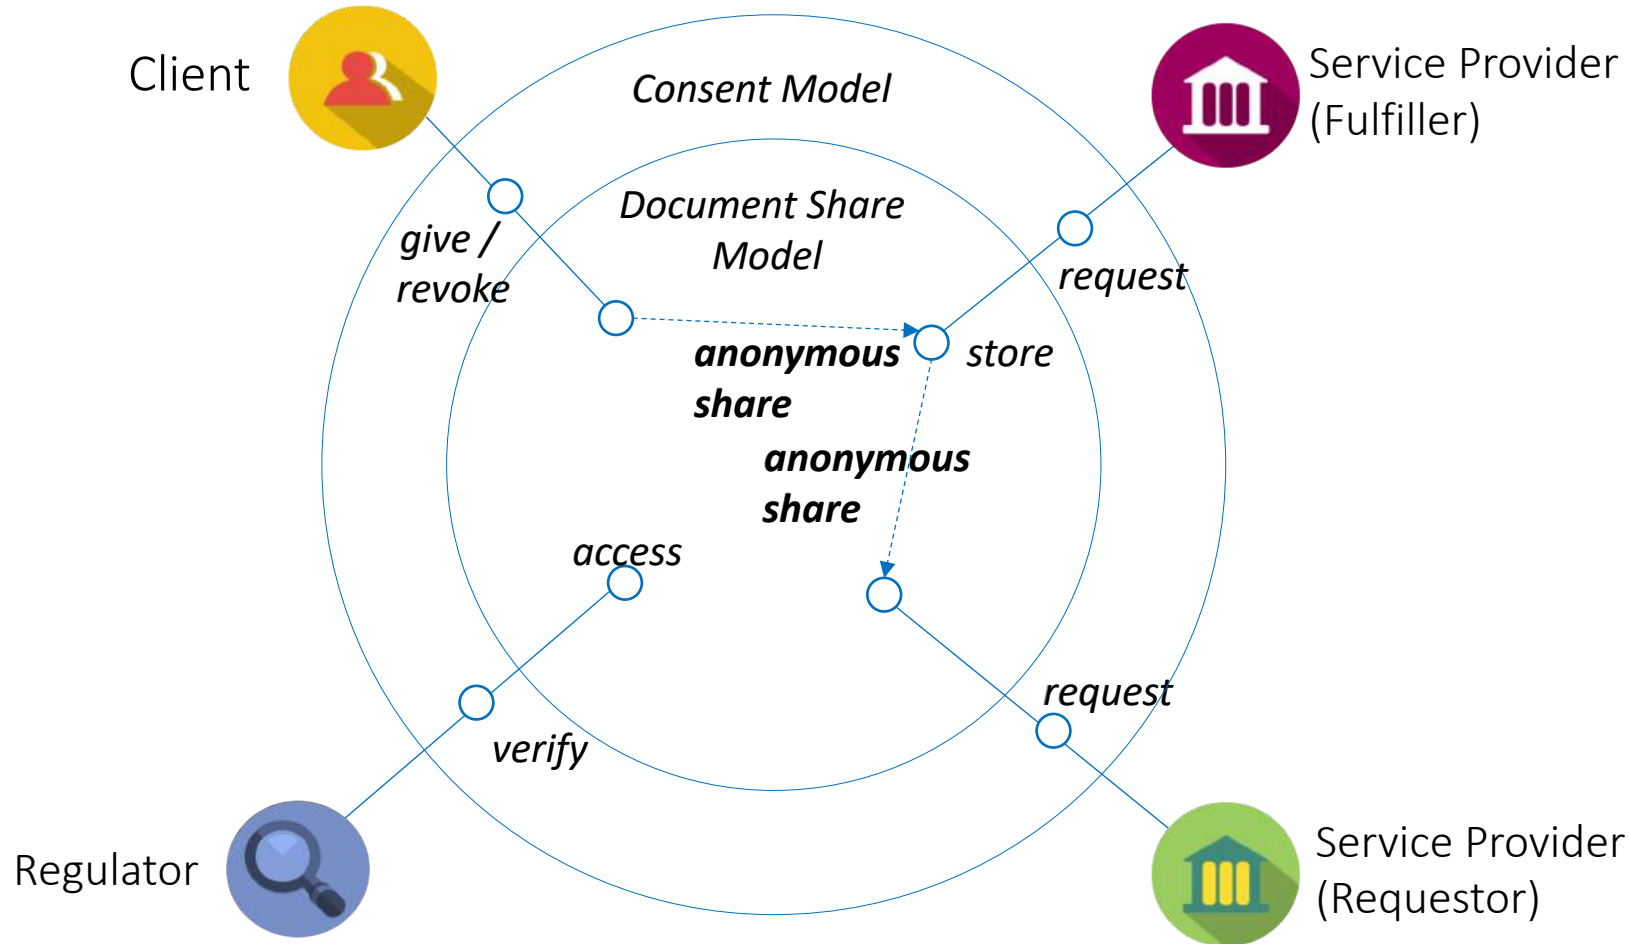 Client
Consent Model
Service Provider
(Fulfiller)
Document Share
Model
give /
revoke
request
anonymous
share
store
anonymous
share
access
request
verify
Regulator
Service Provider
(Requestor)